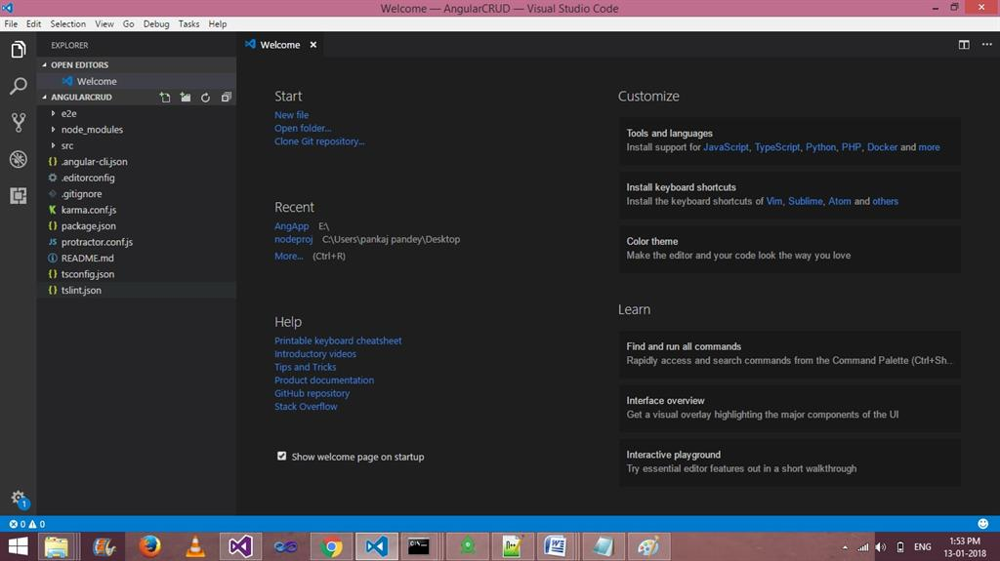 Welcome — AngularCRUD — Visual Studio Code
File Edit Selection View Go Debug Tasks Help
EXPLORER
OPEN EDITORS
Welcome
ANGULARCRUD
e2e
node_modules
src
.angular-cli.json
.editorconfig
.gitignore
karma.conf.js
package.json
JS protractor.conf.js
README.md
tsconfig.json
tslint.json
1
Welcome
Start
New file
Open folder...
Clone Git repository...
Recent
AngApp E:\
nodeproj C:\Users\pankaj pandey\Desktop
More... (Ctrl+R)
Help
Printable keyboard cheatsheet
Introductory videos
Tips and Tricks
Product documentation
GitHub repository
Stack Overflow
Show welcome page on startup
Customize
Tools and languages
Install support for JavaScript, TypeScript, Python, PHP, Docker and more
Install keyboard shortcuts
Install the keyboard shortcuts of Vim, Sublime, Atom and others
Color theme
Make the editor and your code look the way you love
Learn
Find and run all commands
Rapidly access and search commands from the Command Palette (Ctrl+Sh...
Interface overview
Get a visual overlay highlighting the major components of the UI
Interactive playground
Try essential editor features out in a short walkthrough
0 0
ENG
1:53 PM
13-01-2018